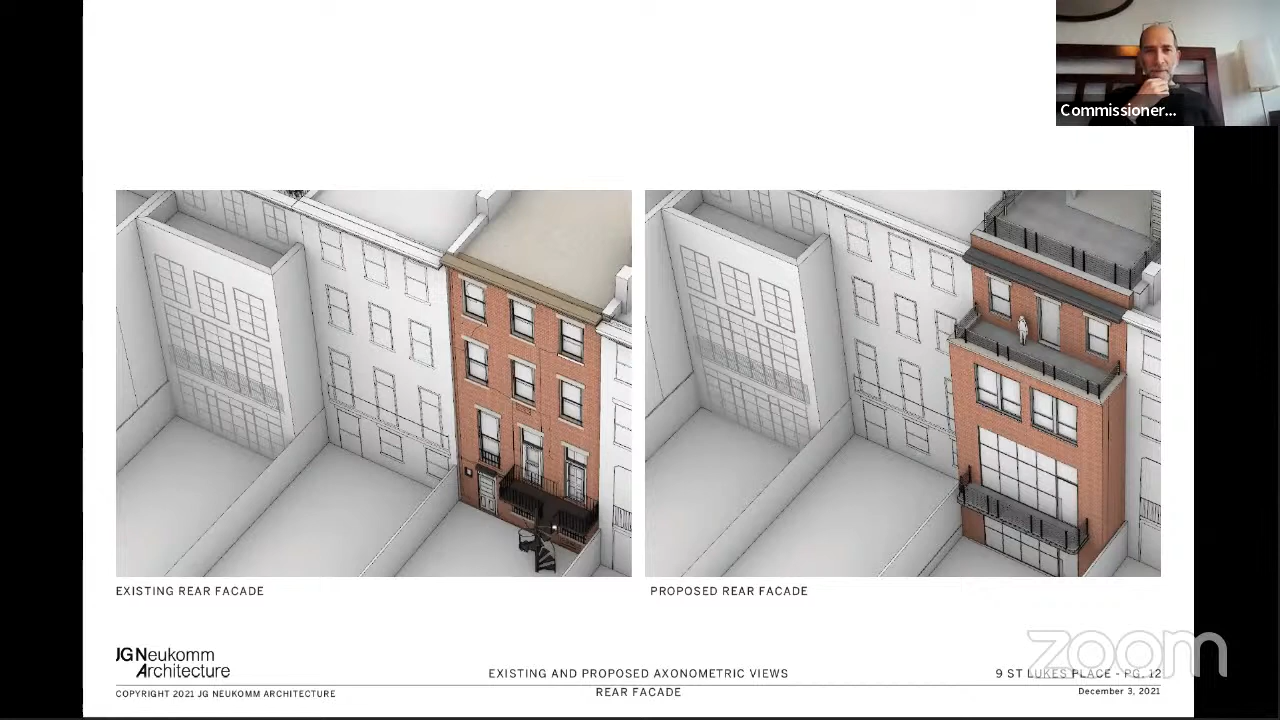 Commissioner...
EXISTING REAR FACADE
PROPOSED REAR FACADE
JGNeukomm
Architecture
COPYRIGHT 2021 JG NEUKOMM ARCHITECTURE
EXISTING AND PROPOSED AXONOMETRIC VIEWS
REAR FACADE
9 ST LUKES PLACE - PG. 12
December 3, 2021
zoom